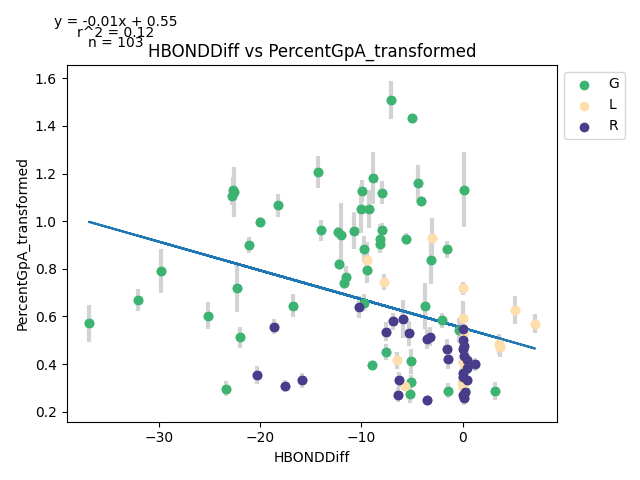 y = -0.01x + 0.55
r^2 = 0.12
n = 103
HBONDDiff vs PercentGpA_transformed
G
L
R
1.6
1.4
1.2
1.0
0.8
0.6
0.4
0.2
PercentGpA_transformed
−30
−20
−10
0
HBONDDiff